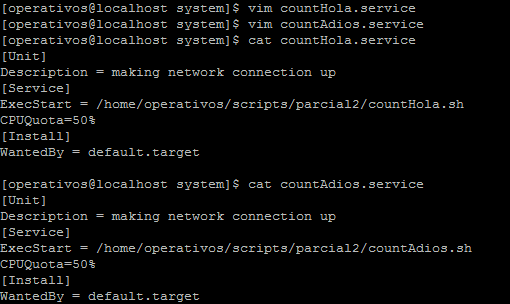 [operativos@localhost system]$ vim countHola.service
[operativos@localhost system]$ vim countAdios.service
[operativos@localhost system]$ cat countHola.service
[Unit]
Description = making network connection up
[Service]
ExecStart = /home/operativos/scripts/parcial2/countHola.sh
CPUQuota=50%
[Install]
WantedBy = default.target

[operativos@localhost system]$ cat countAdios.service
[Unit]
Description = making network connection up
[Service]
ExecStart = /home/operativos/scripts/parcial2/countAdios.sh
CPUQuota=50%
[Install]
WantedBy = default.target